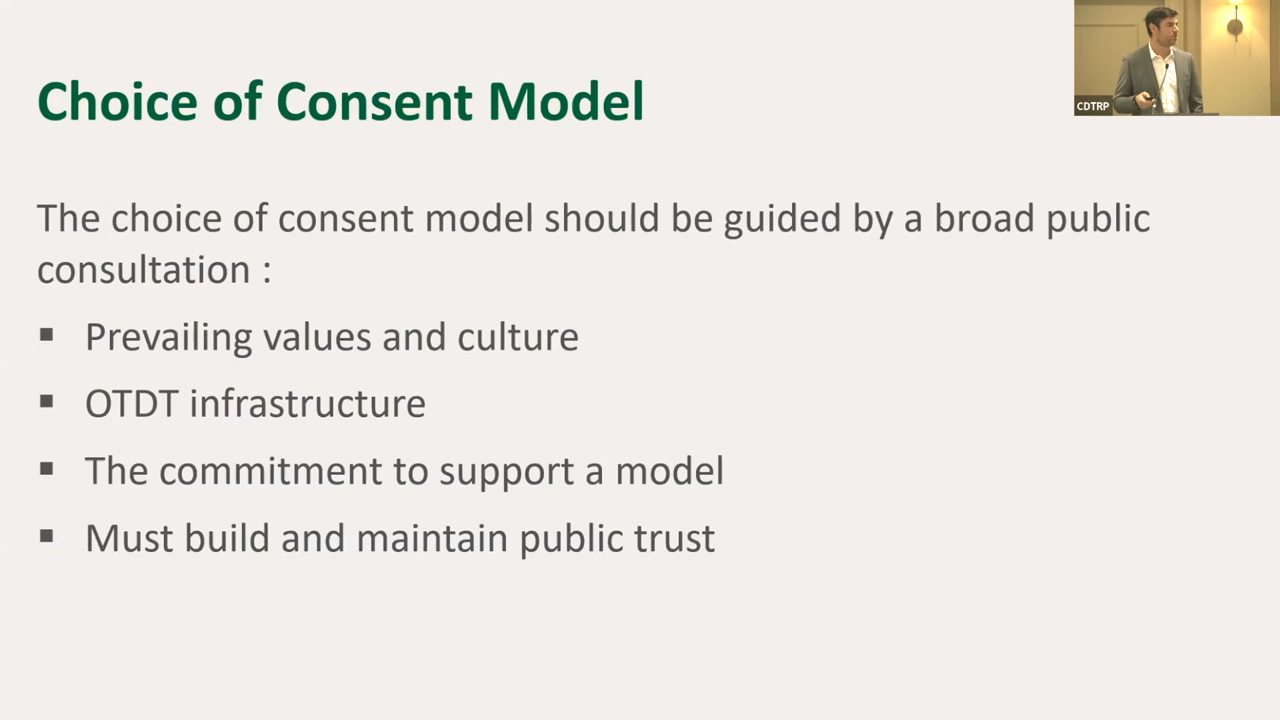 Choice of Consent Model
CDTRP
The choice of consent model should be guided by a broad public
consultation :
▪ Prevailing values and culture
▪ OTDT infrastructure
▪ The commitment to support a model
▪ Must build and maintain public trust